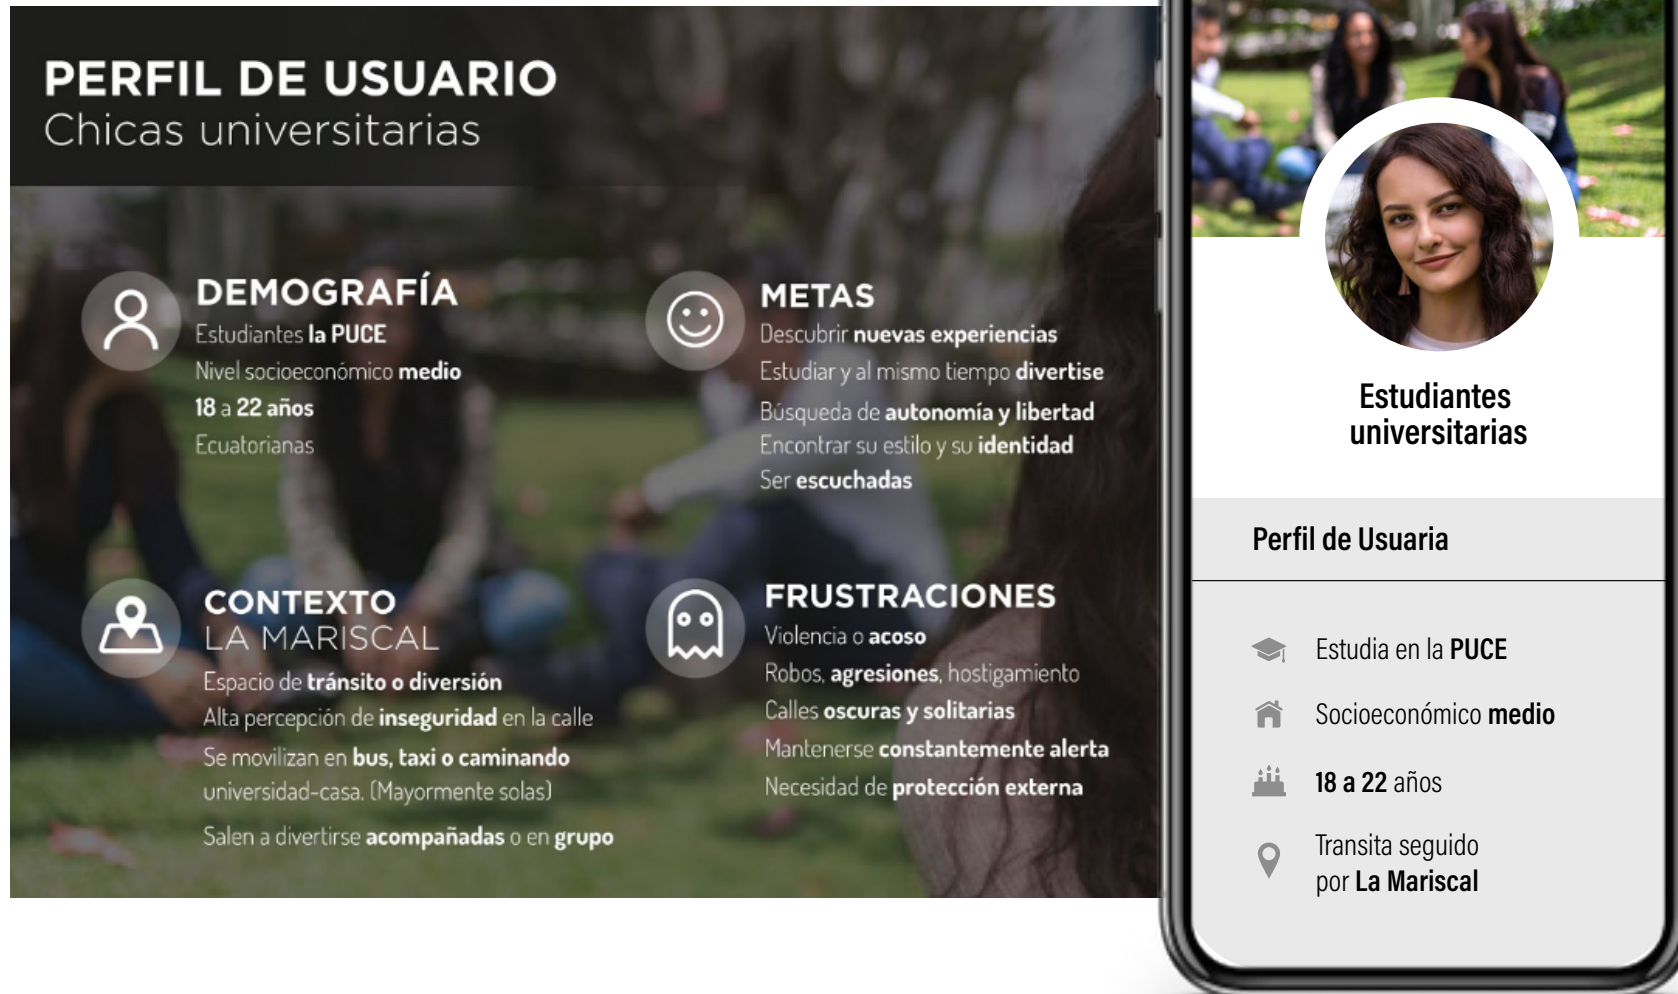 PERFIL DE USUARIO
Chicas universitarias
DEMOGRAFÍA
Estudiantes la PUCE
Nivel socioeconómico medio
18 a 22 años
Ecuatorianas
METAS
Descubrir nuevas experiencias
Estudiar y al mismo tiempo divertise
Búsqueda de autonomía y libertad
Encontrar su estilo y su identidad
Ser escuchadas
CONTEXTO
LA MARISCAL
Espacio de tránsito o diversión
Alta percepción de inseguridad en la calle
Se movilizan en bus, taxi o caminando
universidad-casa. (Mayormente solas)
Salen a divertirse acompañadas o en grupo
FRUSTRACIONES
Violencia o acoso
Robos, agresiones, hostigamiento
Calles oscuras y solitarias
Mantenerse constantemente alerta
Necesidad de protección externa
Estudiantes
universitarias
Perfil de Usuaria
Estudia en la PUCE
Socioeconómico medio
18 a 22 años
Transita seguido
por La Mariscal